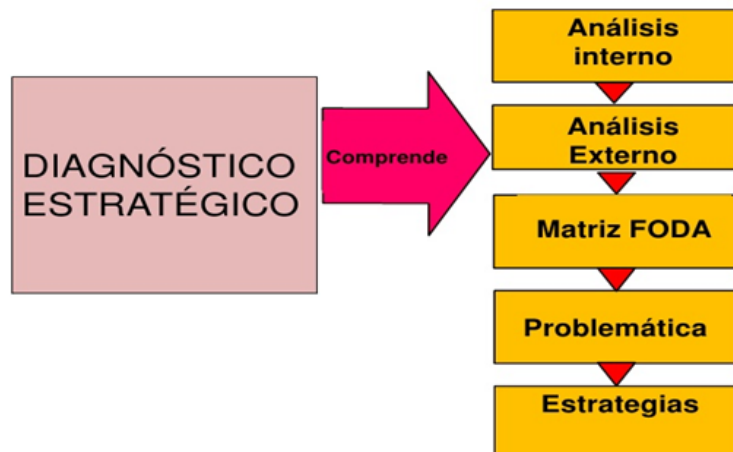 DIAGNÓSTICO
ESTRATÉGICO
Comprende
Análisis
interno
Análisis
Externo
Matriz FODA
Problemática
Estrategias